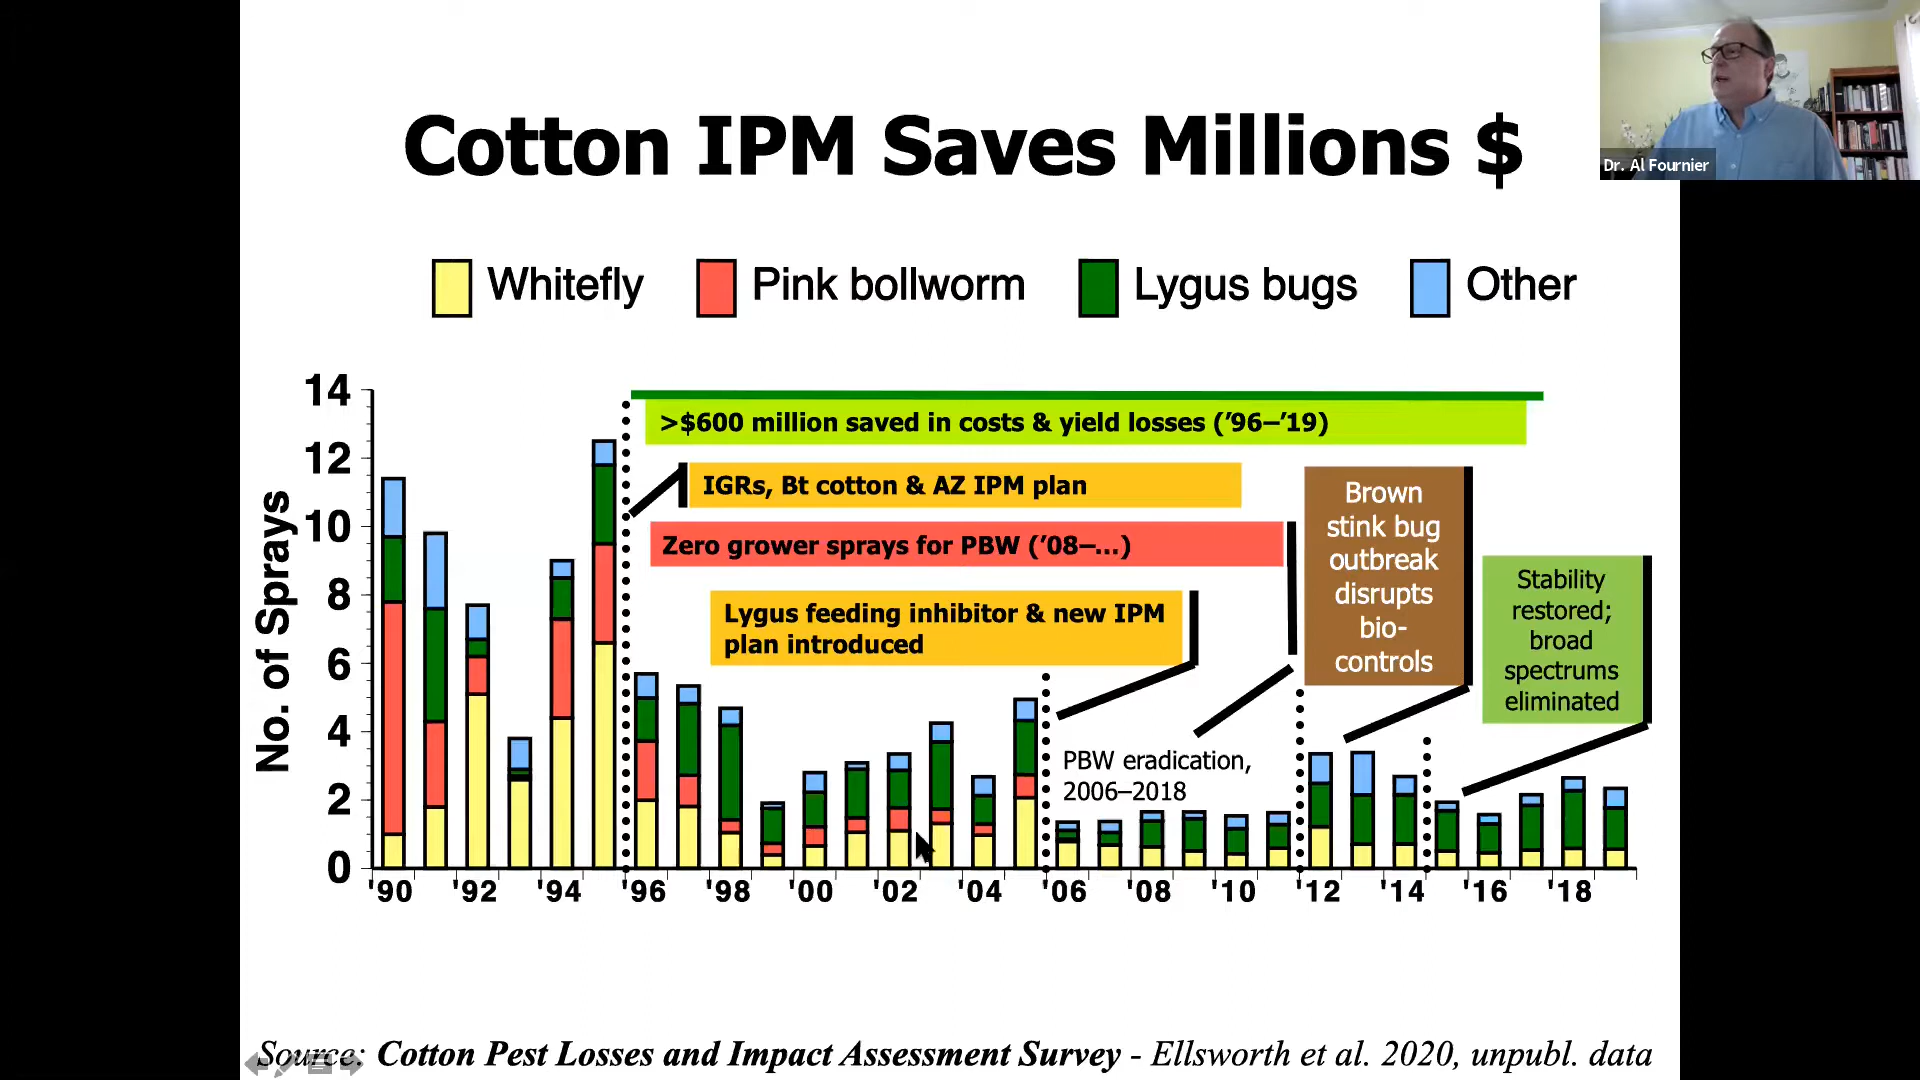 Cotton IPM Saves Millions $
Dr. Al Fournier
Whitefly
Pink bollworm
Lygus bugs
Other
No. of Sprays
14
12
10
8
6
4
2
0
>$600 million saved in costs & yield losses ('96–'19)
IGRs, Bt cotton & AZ IPM plan
Zero grower sprays for PBW ('08–...)
Lygus feeding inhibitor & new IPM
plan introduced
PBW eradication,
2006–2018
Brown
stink bug
outbreak
disrupts
bio-
controls
Stability
restored;
broad
spectrums
eliminated
'90 '92 '94 '96 '98 '00 '02 '04 '06 '08 '10 '12 '14 '16 '18
Source: Cotton Pest Losses and Impact Assessment Survey - Ellsworth et al. 2020, unpubl. data